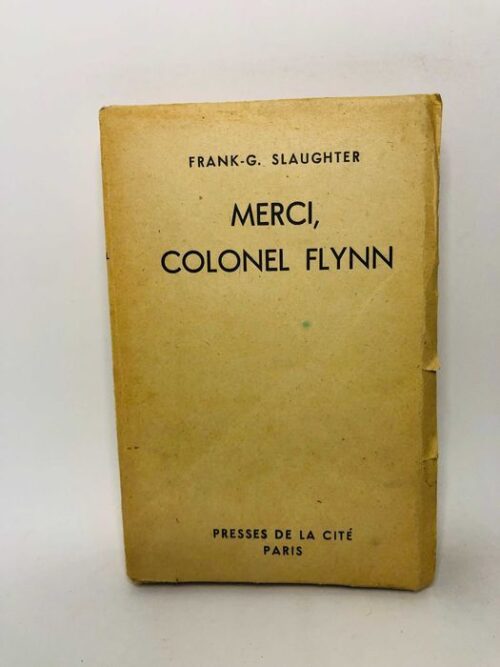 FRANK-G. SLAUGHTER
MERCI,
COLONEL FLYNN
PRESSES DE LA CITÉ
PARIS